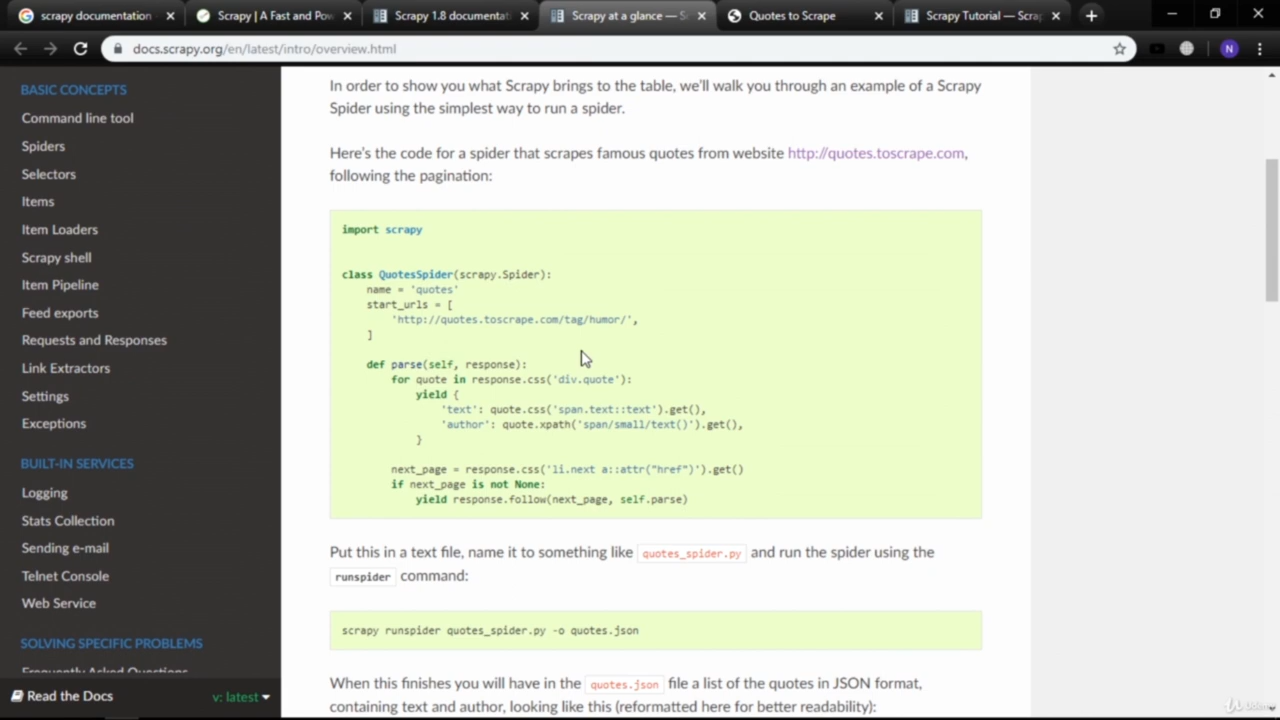 scrapy documentation
Scrapy | A Fast and Pow
Scrapy 1.8 documentati
Scrapy at a glance — S
Quotes to Scrape
Scrapy Tutorial — Scrap
docs.scrapy.org/en/latest/intro/overview.html
N
BASIC CONCEPTS
Command line tool
Spiders
Selectors
Items
Item Loaders
Scrapy shell
Item Pipeline
Feed exports
Requests and Responses
Link Extractors
Settings
Exceptions
BUILT-IN SERVICES
Logging
Stats Collection
Sending e-mail
Telnet Console
Web Service
SOLVING SPECIFIC PROBLEMS
Frequently Asked Questions
Read the Docs
v: latest
In order to show you what Scrapy brings to the table, we'll walk you through an example of a Scrapy
Spider using the simplest way to run a spider.
Here's the code for a spider that scrapes famous quotes from website http://quotes.toscrape.com,
following the pagination:
import scrapy
class QuotesSpider(scrapy.Spider):
name = 'quotes'
start_urls = [
'http://quotes.toscrape.com/tag/humor/',
]
def parse(self, response):
for quote in response.css('div.quote'):
yield {
'text': quote.css('span.text::text').get(),
'author': quote.xpath('span/small/text()').get(),
}
next_page = response.css('li.next a::attr("href")').get()
if next_page is not None:
yield response.follow(next_page, self.parse)
Put this in a text file, name it to something like quotes_spider.py and run the spider using the
runspider command:
scrapy runspider quotes_spider.py -o quotes.json
When this finishes you will have in the quotes.json file a list of the quotes in JSON format,
containing text and author, looking like this (reformatted here for better readability):
Udemy